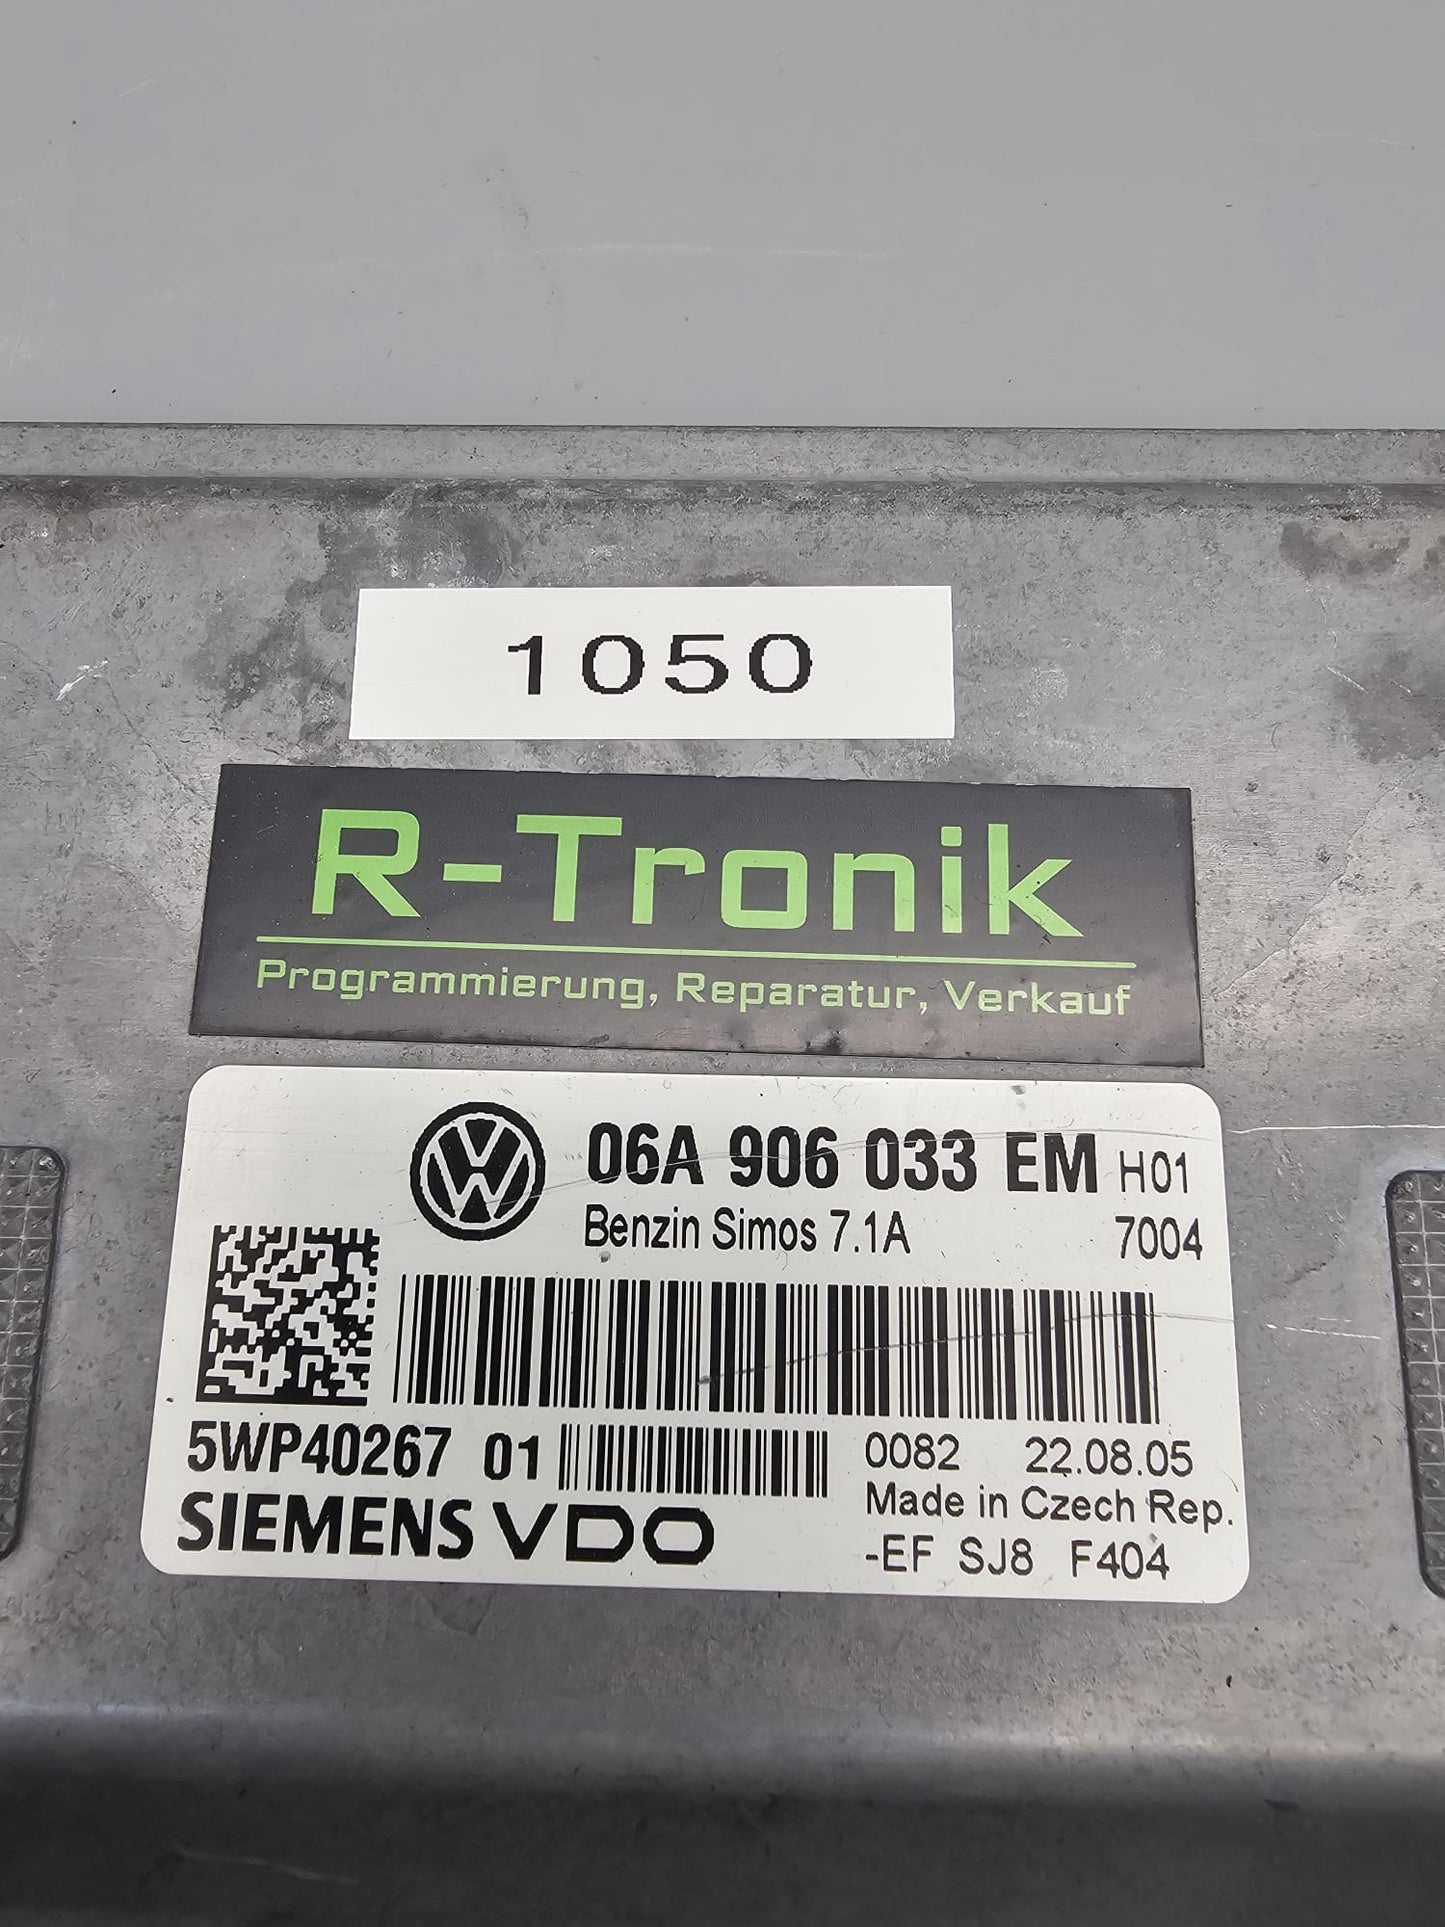 1050
R-Tronik
Programmierung, Reparatur, Verkauf
06A 906 033 EM H01
Benzin Simos 7.1A 7004
5WP40267 01 0082 22.08.05
Made in Czech Rep.
SIEMENS VDO -EF SJ8 F404